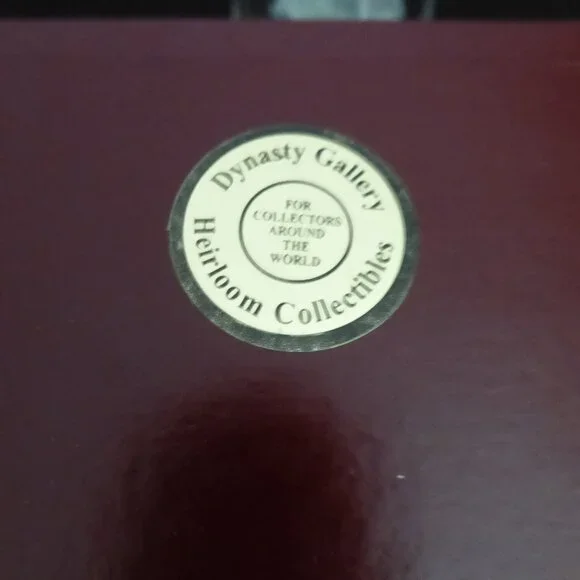 Dynasty Gallery
FOR
COLLECTORS
AROUND
THE
WORLD
Heirloom Collectibles